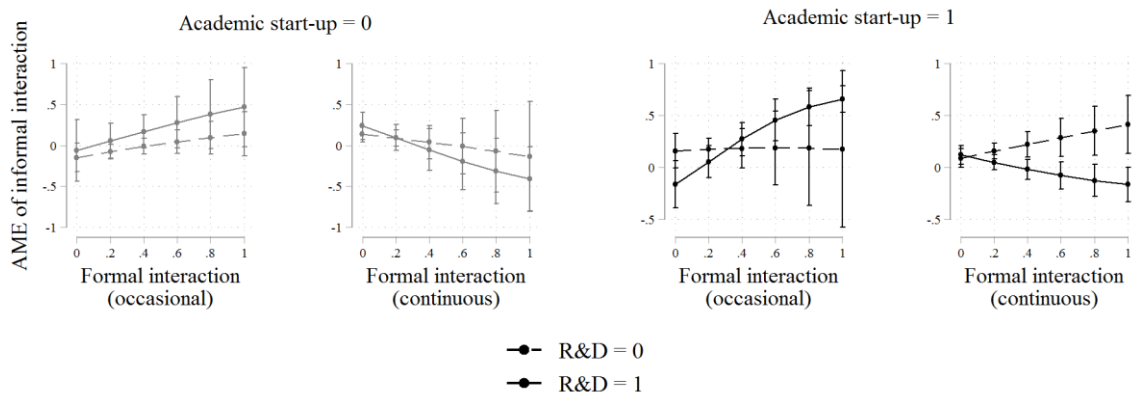 Academic start-up = 0
Academic start-up = 1
AME of informal interaction
1
.5
0
-.5
-1
0 .2 .4 .6 .8 1
Formal interaction
(occasional)
1
.5
0
-.5
-1
0 .2 .4 .6 .8 1
Formal interaction
(continuous)
1
.5
0
-.5
0 .2 .4 .6 .8 1
Formal interaction
(occasional)
1
.5
0
-.5
0 .2 .4 .6 .8 1
Formal interaction
(continuous)
R&D = 0
R&D = 1